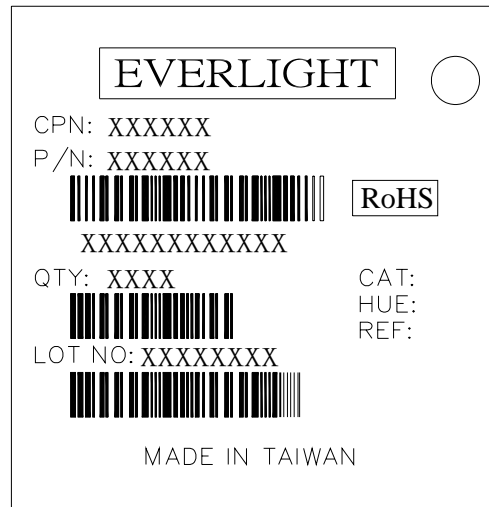 EVERLIGHT
CPN: XXXXXX
P/N: XXXXXX
RoHS
XXXXXXXXXXXX
QTY: XXXX
CAT:
HUE:
REF:
LOT NO: XXXXXXXX
MADE IN TAIWAN